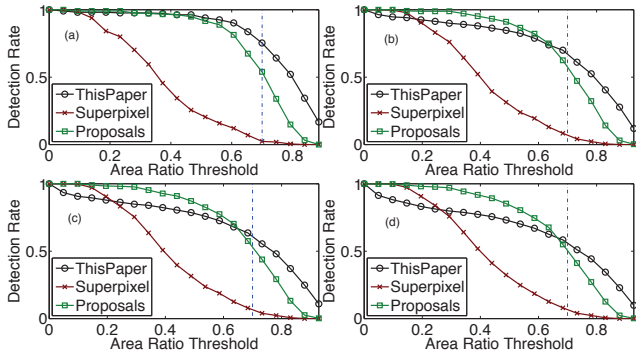 1
0.5
0
Detection Rate
(a)
ThisPaper
Superpixel
Proposals
0 0.2 0.4 0.6 0.8
Area Ratio Threshold
1
0.5
0
Detection Rate
(b)
ThisPaper
Superpixel
Proposals
0 0.2 0.4 0.6 0.8
Area Ratio Threshold
1
0.5
0
Detection Rate
(c)
ThisPaper
Superpixel
Proposals
0 0.2 0.4 0.6 0.8
Area Ratio Threshold
1
0.5
0
Detection Rate
(d)
ThisPaper
Superpixel
Proposals
0 0.2 0.4 0.6 0.8
Area Ratio Threshold